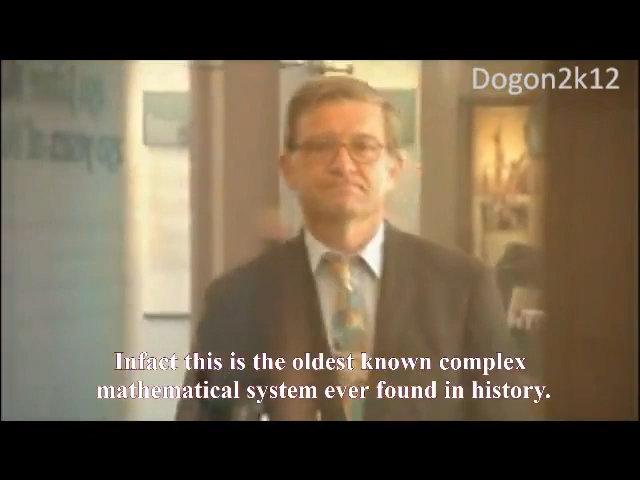 Dogon2k12
Infact this is the oldest known complex
mathematical system ever found in history.